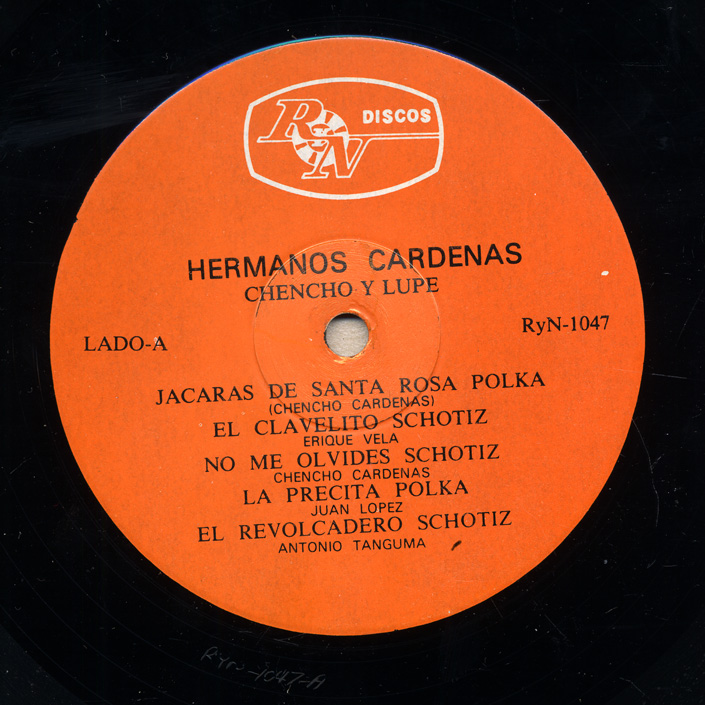 RyN DISCOS
HERMANOS CARDENAS
CHENCHO Y LUPE
LADO-A
RyN-1047
JACARAS DE SANTA ROSA POLKA
(CHENCHO CARDENAS)
EL CLAVELITO SCHOTIZ
ERIQUE VELA
NO ME OLVIDES SCHOTIZ
CHENCHO CARDENAS
LA PRECITA POLKA
JUAN LOPEZ
EL REVOLCADERO SCHOTIZ
ANTONIO TANGUMA
RyN-1047-A